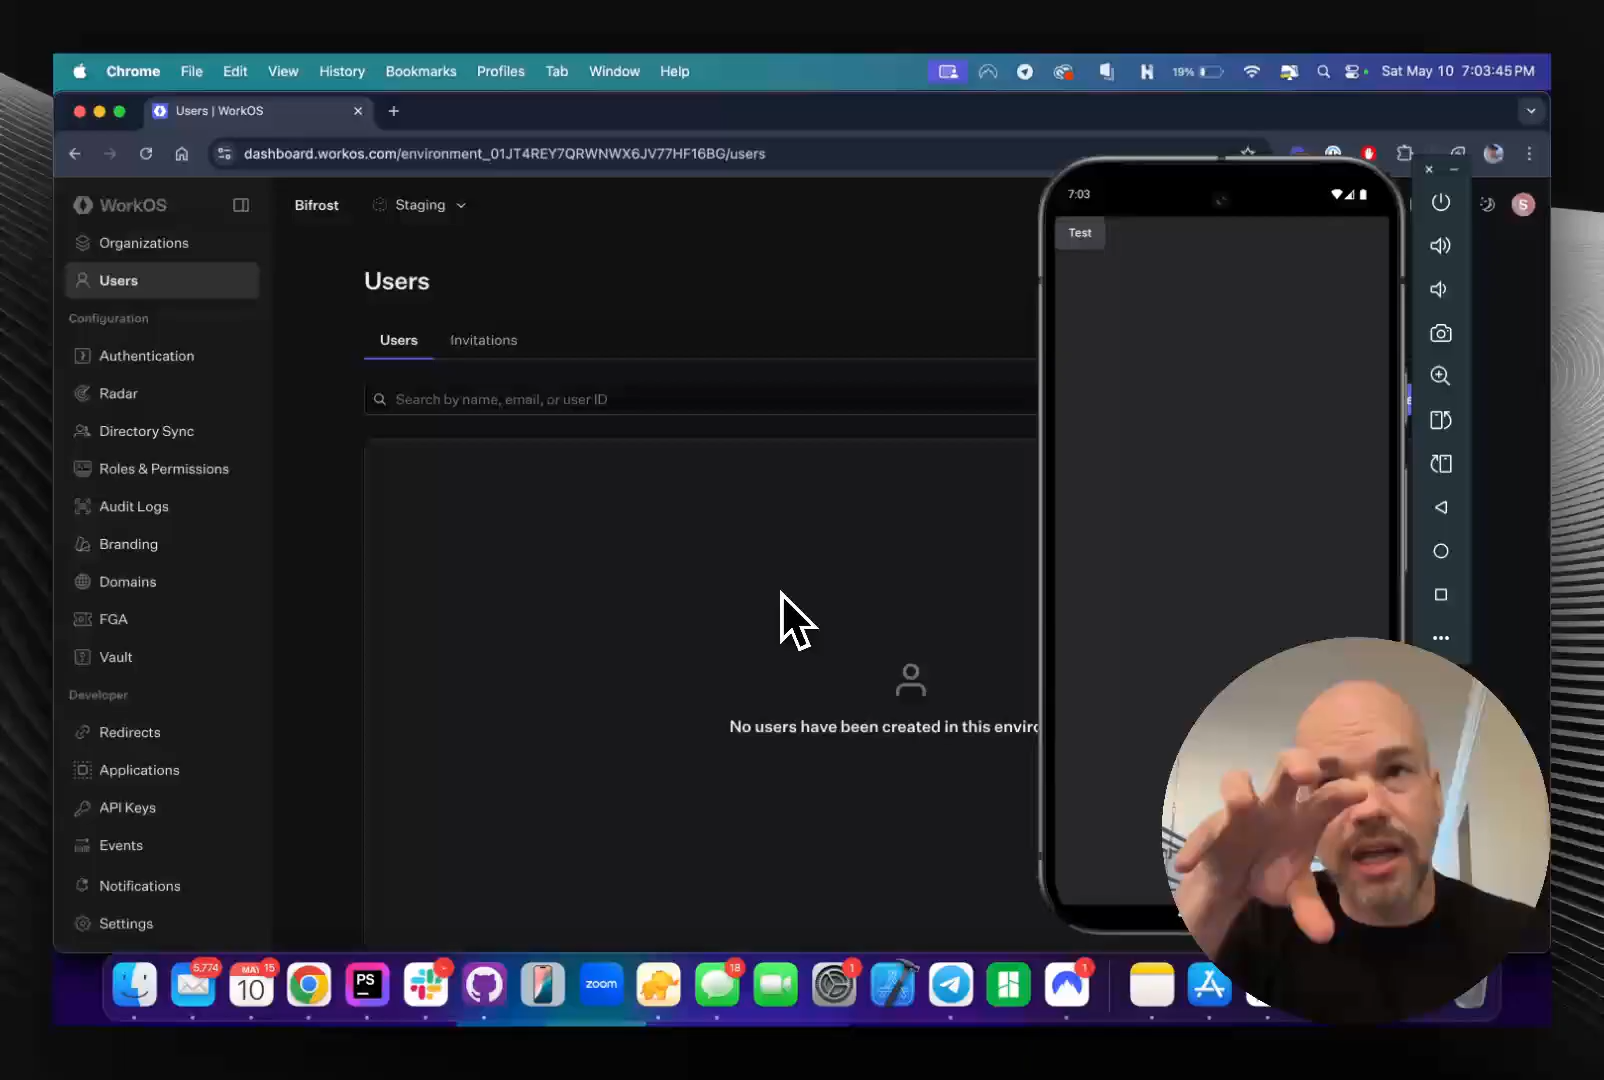 Chrome File Edit View History Bookmarks Profiles Tab Window Help 19% Sat May 10 7:03:45 PM
Users | WorkOS
dashboard.workos.com/environment_01JT4REY7QRWNWX6JV77HF16BG/users
WorkOS
Bifrost
Staging
S
Organizations
Users
Configuration
Authentication
Radar
Directory Sync
Roles & Permissions
Audit Logs
Branding
Domains
FGA
Vault
Developer
Redirects
Applications
API Keys
Events
Notifications
Settings
Users
Users Invitations
Search by name, email, or user ID
No users have been created in this enviro
7:03
Test
5,774
MAY 15
10
PS
zoom
18
1
1